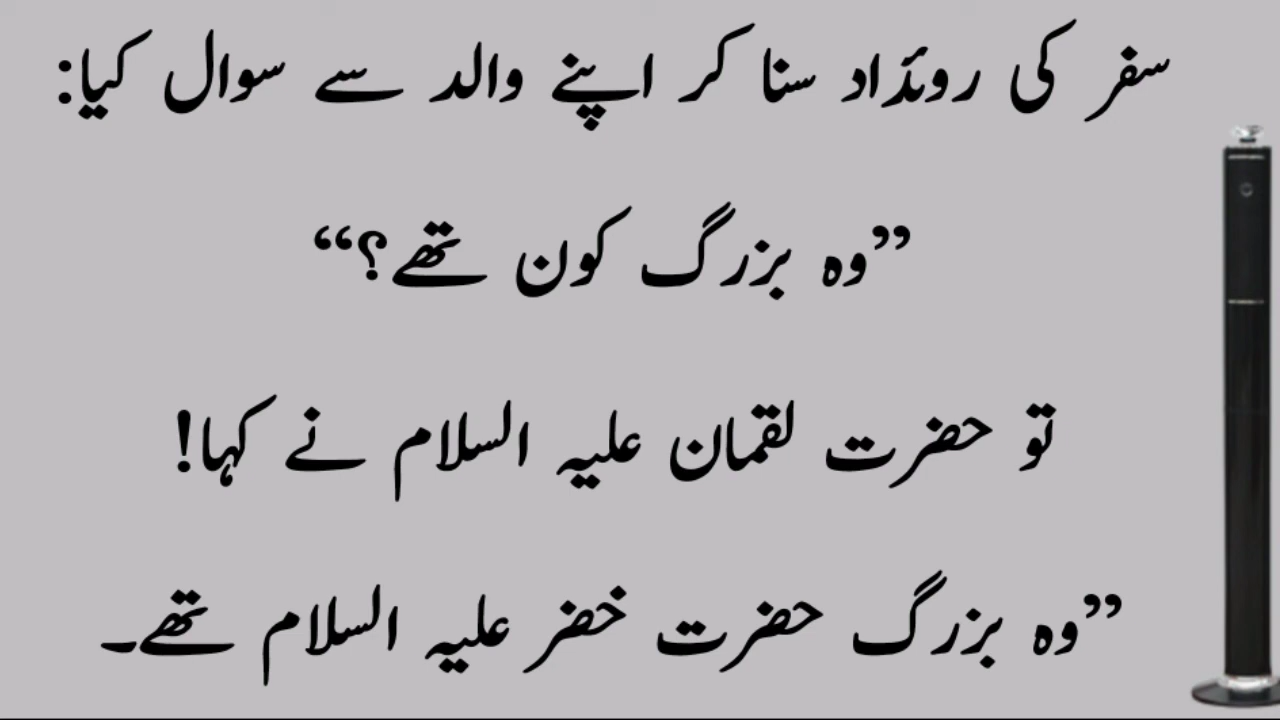 سفر کی روئداد سنا کر اپنے والد سے سوال کیا:
”وہ بزرگ کون تھے؟“
تو حضرت لقمان علیہ السلام نے کہا!
”وہ بزرگ حضرت خضر علیہ السلام تھے۔